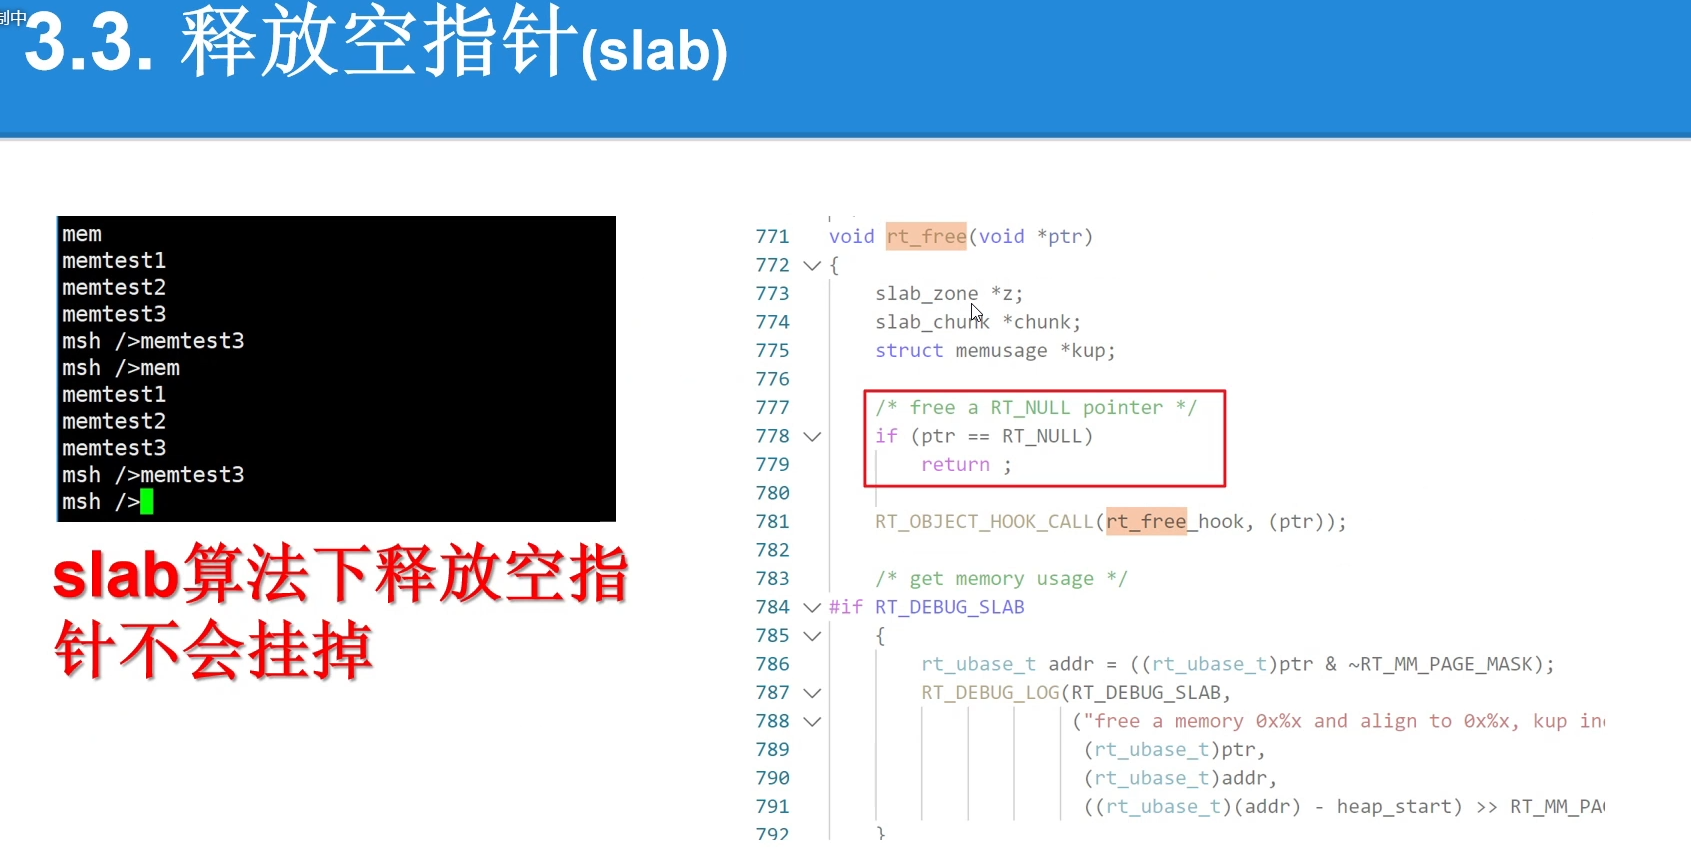 制中
3.3. 释放空指针(slab)
mem
memtest1
memtest2
memtest3
msh />memtest3
msh />mem
memtest1
memtest2
memtest3
msh />memtest3
msh />
slab算法下释放空指
针不会挂掉
771 void rt_free(void *ptr)
772 {
773 slab_zone *z;
774 slab_chunk *chunk;
775 struct memusage *kup;
776
777 /* free a RT_NULL pointer */
778 if (ptr == RT_NULL)
779 return ;
780
781 RT_OBJECT_HOOK_CALL(rt_free_hook, (ptr));
782
783 /* get memory usage */
784 #if RT_DEBUG_SLAB
785 {
786 rt_ubase_t addr = ((rt_ubase_t)ptr & ~RT_MM_PAGE_MASK);
787 RT_DEBUG_LOG(RT_DEBUG_SLAB,
788 ("free a memory 0x%x and align to 0x%x, kup in
789 (rt_ubase_t)ptr,
790 (rt_ubase_t)addr,
791 ((rt_ubase_t)(addr) - heap_start) >> RT_MM_PA
792 }